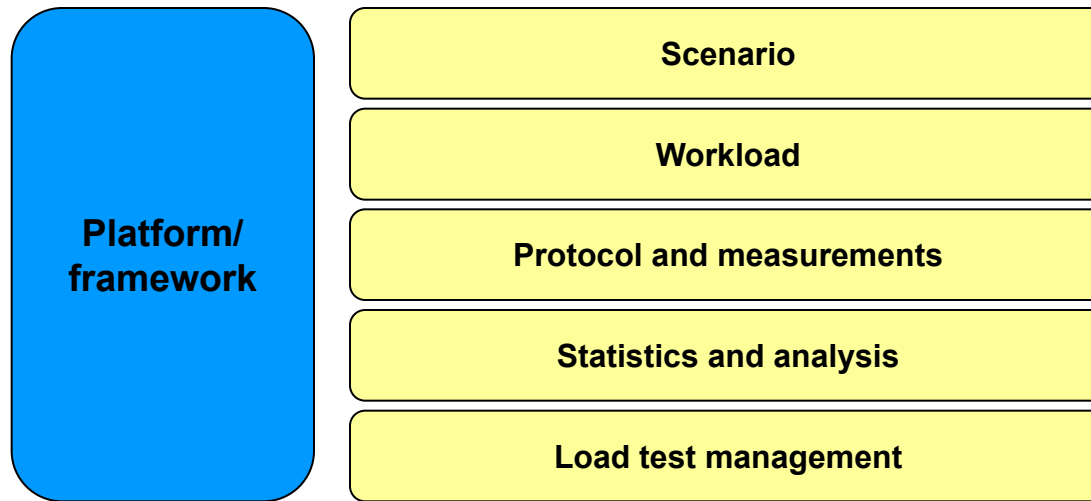 Platform/
framework
Scenario
Workload
Protocol and measurements
Statistics and analysis
Load test management